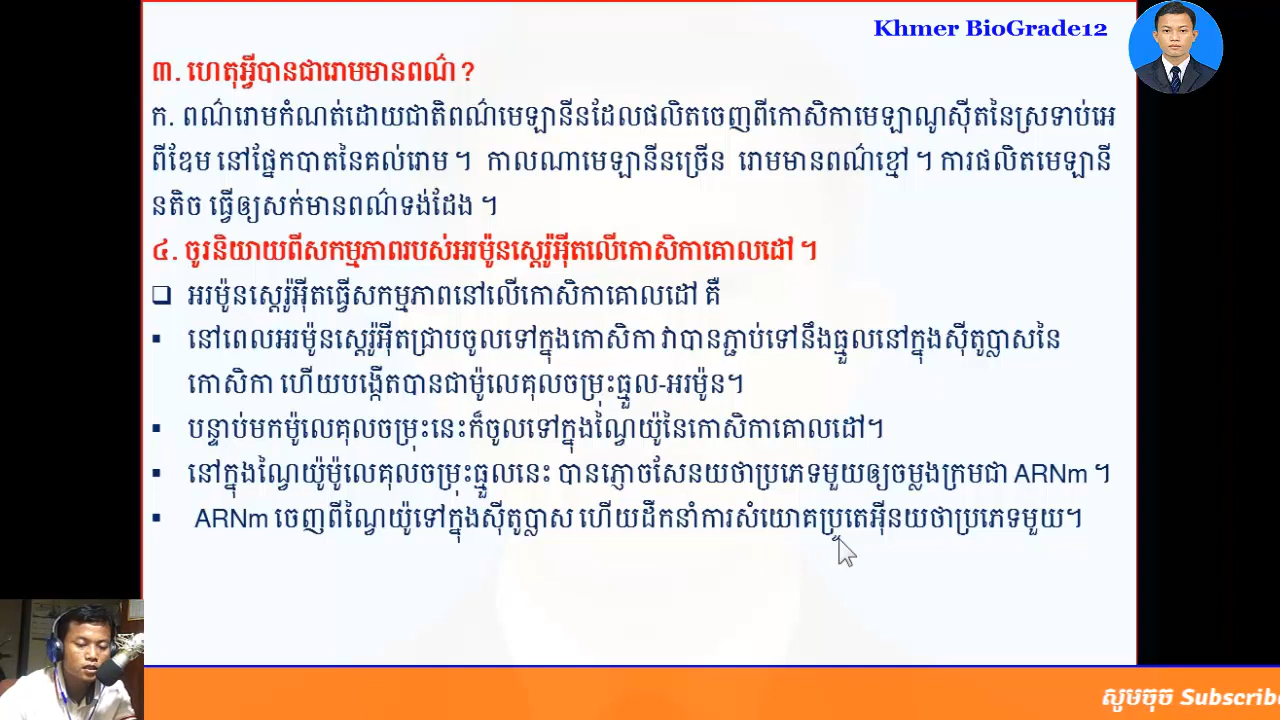 Khmer BioGrade12
៣. ហេតុអ្វីបានជារោមមានពណ៌ ?
ក. ពណ៌រោមកំណត់ដោយជាតិពណ៌មេឡានីនដែលផលិតចេញពីកោសិកាមេឡាណូស៊ីតនៃស្រទាប់អេ
ពីឌែម នៅផ្នែកបាតនៃគល់រោម ។ កាលណាមេឡានីនច្រើន រោមមានពណ៌ខ្មៅ ។ ការផលិតមេឡានី
នតិច ធ្វើឲ្យសក់មានពណ៌ទង់ដែង ។
៤. ចូរនិយាយពីសកម្មភាពរបស់អរម៉ូនស្តេរ៉ូអ៊ីតលើកោសិកាគោលដៅ ។
❑ អរម៉ូនស្តេរ៉ូអ៊ីតធ្វើសកម្មភាពនៅលើកោសិកាគោលដៅ គឺ
▪ នៅពេលអរម៉ូនស្តេរ៉ូអ៊ីតជ្រាបចូលទៅក្នុងកោសិកា វាបានភ្ជាប់ទៅនឹងធ្មួលនៅក្នុងស៊ីតូប្លាសនៃ
កោសិកា ហើយបង្កើតបានជាម៉ូលេគុលចម្រុះធ្មួល-អរម៉ូន។
▪ បន្ទាប់មកម៉ូលេគុលចម្រុះនេះក៏ចូលទៅក្នុងណ្វៃយ៉ូនៃកោសិកាគោលដៅ។
▪ នៅក្នុងណ្វៃយ៉ូម៉ូលេគុលចម្រុះធ្មួលនេះ បានភ្ញោចសែនយថាប្រភេទមួយឲ្យចម្លងក្រមជា ARNm ។
▪ ARNm ចេញពីណ្វៃយ៉ូទៅក្នុងស៊ីតូប្លាស ហើយដឹកនាំការសំយោគប្រូតេអ៊ីនយថាប្រភេទមួយ។
សូមចុច Subscribe